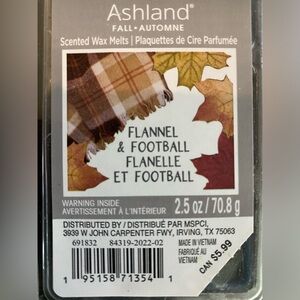 Ashland®
FALL • AUTOMNE
Scented Wax Melts | Plaquettes de Cire Parfumée
FLANNEL
& FOOTBALL
FLANELLE
ET FOOTBALL
WARNING INSIDE
AVERTISSEMENT À L'INTÉRIEUR
2.5 oz / 70.8 g
DISTRIBUTED BY / DISTRIBUÉ PAR MSPCI,
3939 W JOHN CARPENTER FWY, IRVING, TX 75063
691832 84319-2022-02
MADE IN VIETNAM
FABRIQUÉ AU
VIETNAM
CAN $5.99
1 95158 71354 1